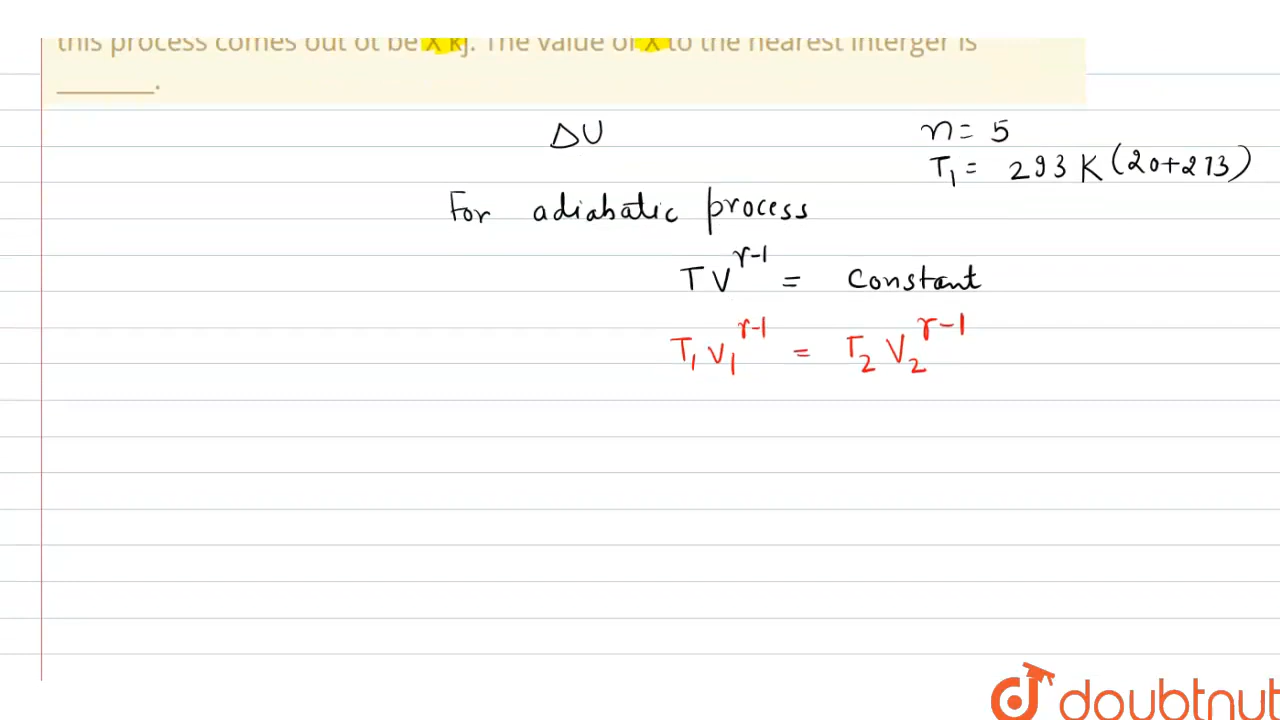 this process comes out ot be X kJ. The value of X to the nearest interger is
________.
ΔU
n = 5
T₁ = 293 K (20+273)
For adiabatic process
TV^γ-1 = Constant
T₁V₁^γ-1 = T₂V₂^γ-1
doubtnut